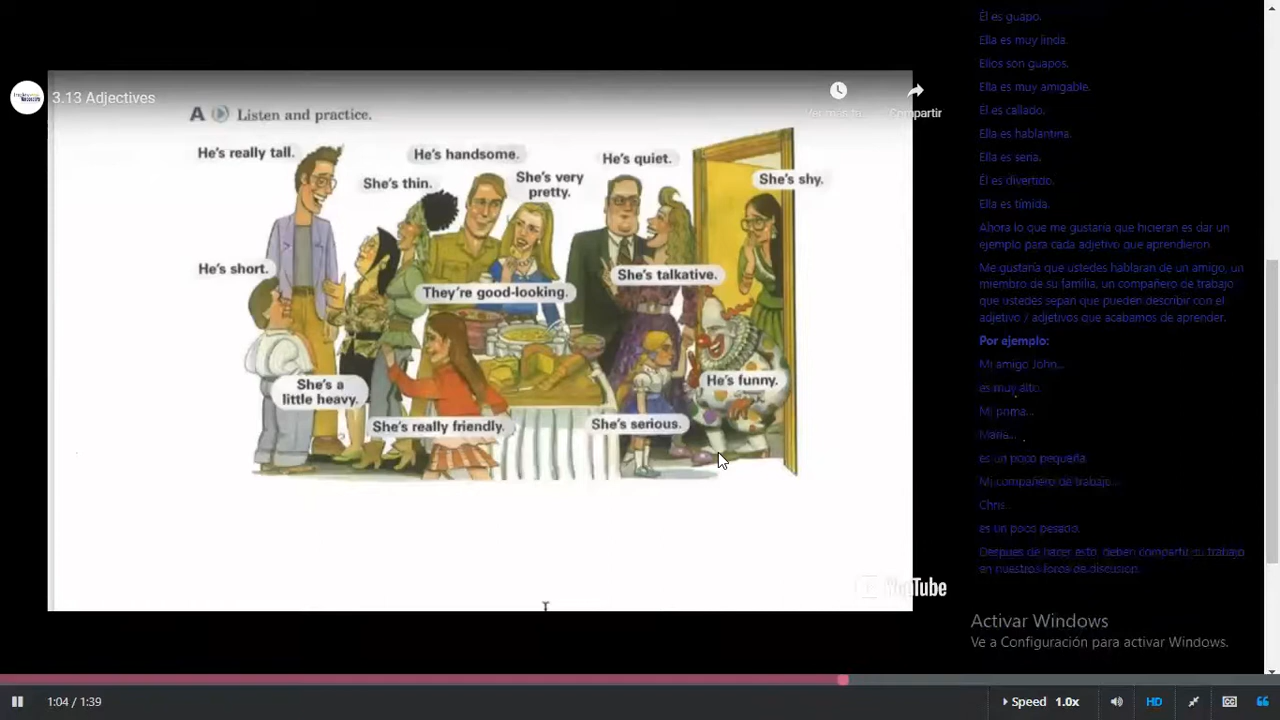 3.13 Adjectives
Compartir
A Listen and practice.
He's really tall.
He's handsome.
He's quiet.
She's thin.
She's very
pretty.
She's shy.
He's short.
She's talkative.
They're good-looking.
She's a
little heavy.
He's funny.
She's really friendly.
She's serious.
YouTube
Él es guapo.
Ella es muy linda.
Ellos son guapos.
Ella es muy amigable.
Él es callado.
Ella es hablantina.
Ella es seria.
Él es divertido.
Ella es tímida.
Ahora lo que me gustaría que hicieran es dar un
ejemplo para cada adjetivo que aprendieron.
Me gustaría que ustedes hablaran de un amigo, un
miembro de su familia, un compañero de trabajo
que ustedes sepan que pueden describir con el
adjetivo / adjetivos que acabamos de aprender.
Por ejemplo:
Mi amigo John...
es muy alto.
Mi prima...
Maria...
es un poco pequeña.
Mi compañero de trabajo...
Chris...
es un poco pesado.
Despues de hacer esto, deben compartir su trabajo
en nuestros foros de discusión.
Activar Windows
Ve a Configuración para activar Windows.
1:04 / 1:39
Speed 1.0x
HD